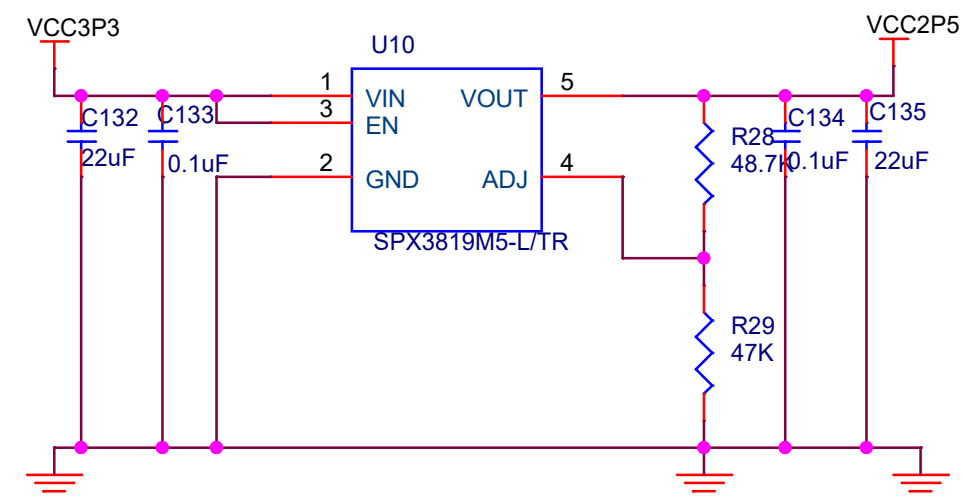 VCC3P3
VCC2P5
U10
1
VIN
VOUT
5
3
EN
2
GND
ADJ
4
SPX3819M5-L/TR
C132
22uF
C133
0.1uF
R28
48.7K
C134
0.1uF
C135
22uF
R29
47K